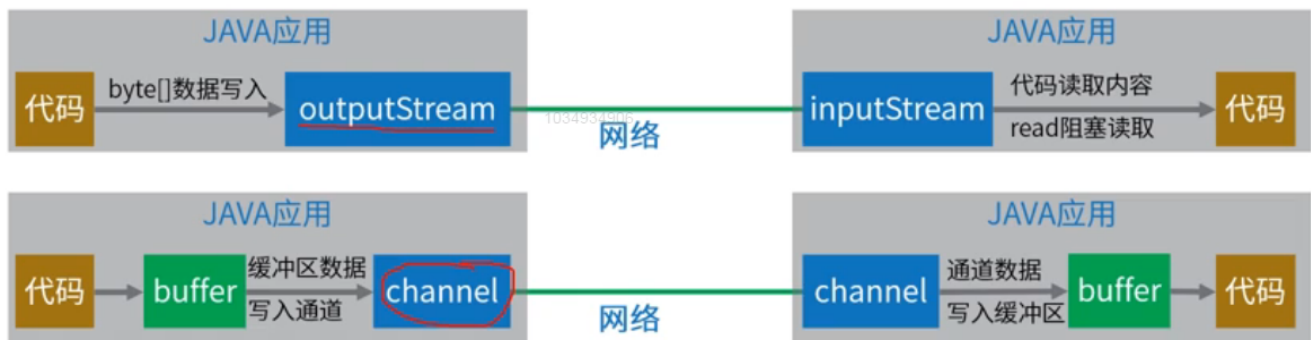 JAVA应用
JAVA应用
代码
byte[]数据写入
outputStream
1034934906
网络
inputStream
代码读取内容
read阻塞读取
代码
JAVA应用
JAVA应用
代码
buffer
缓冲区数据
写入通道
channel
网络
channel
通道数据
写入缓冲区
buffer
代码